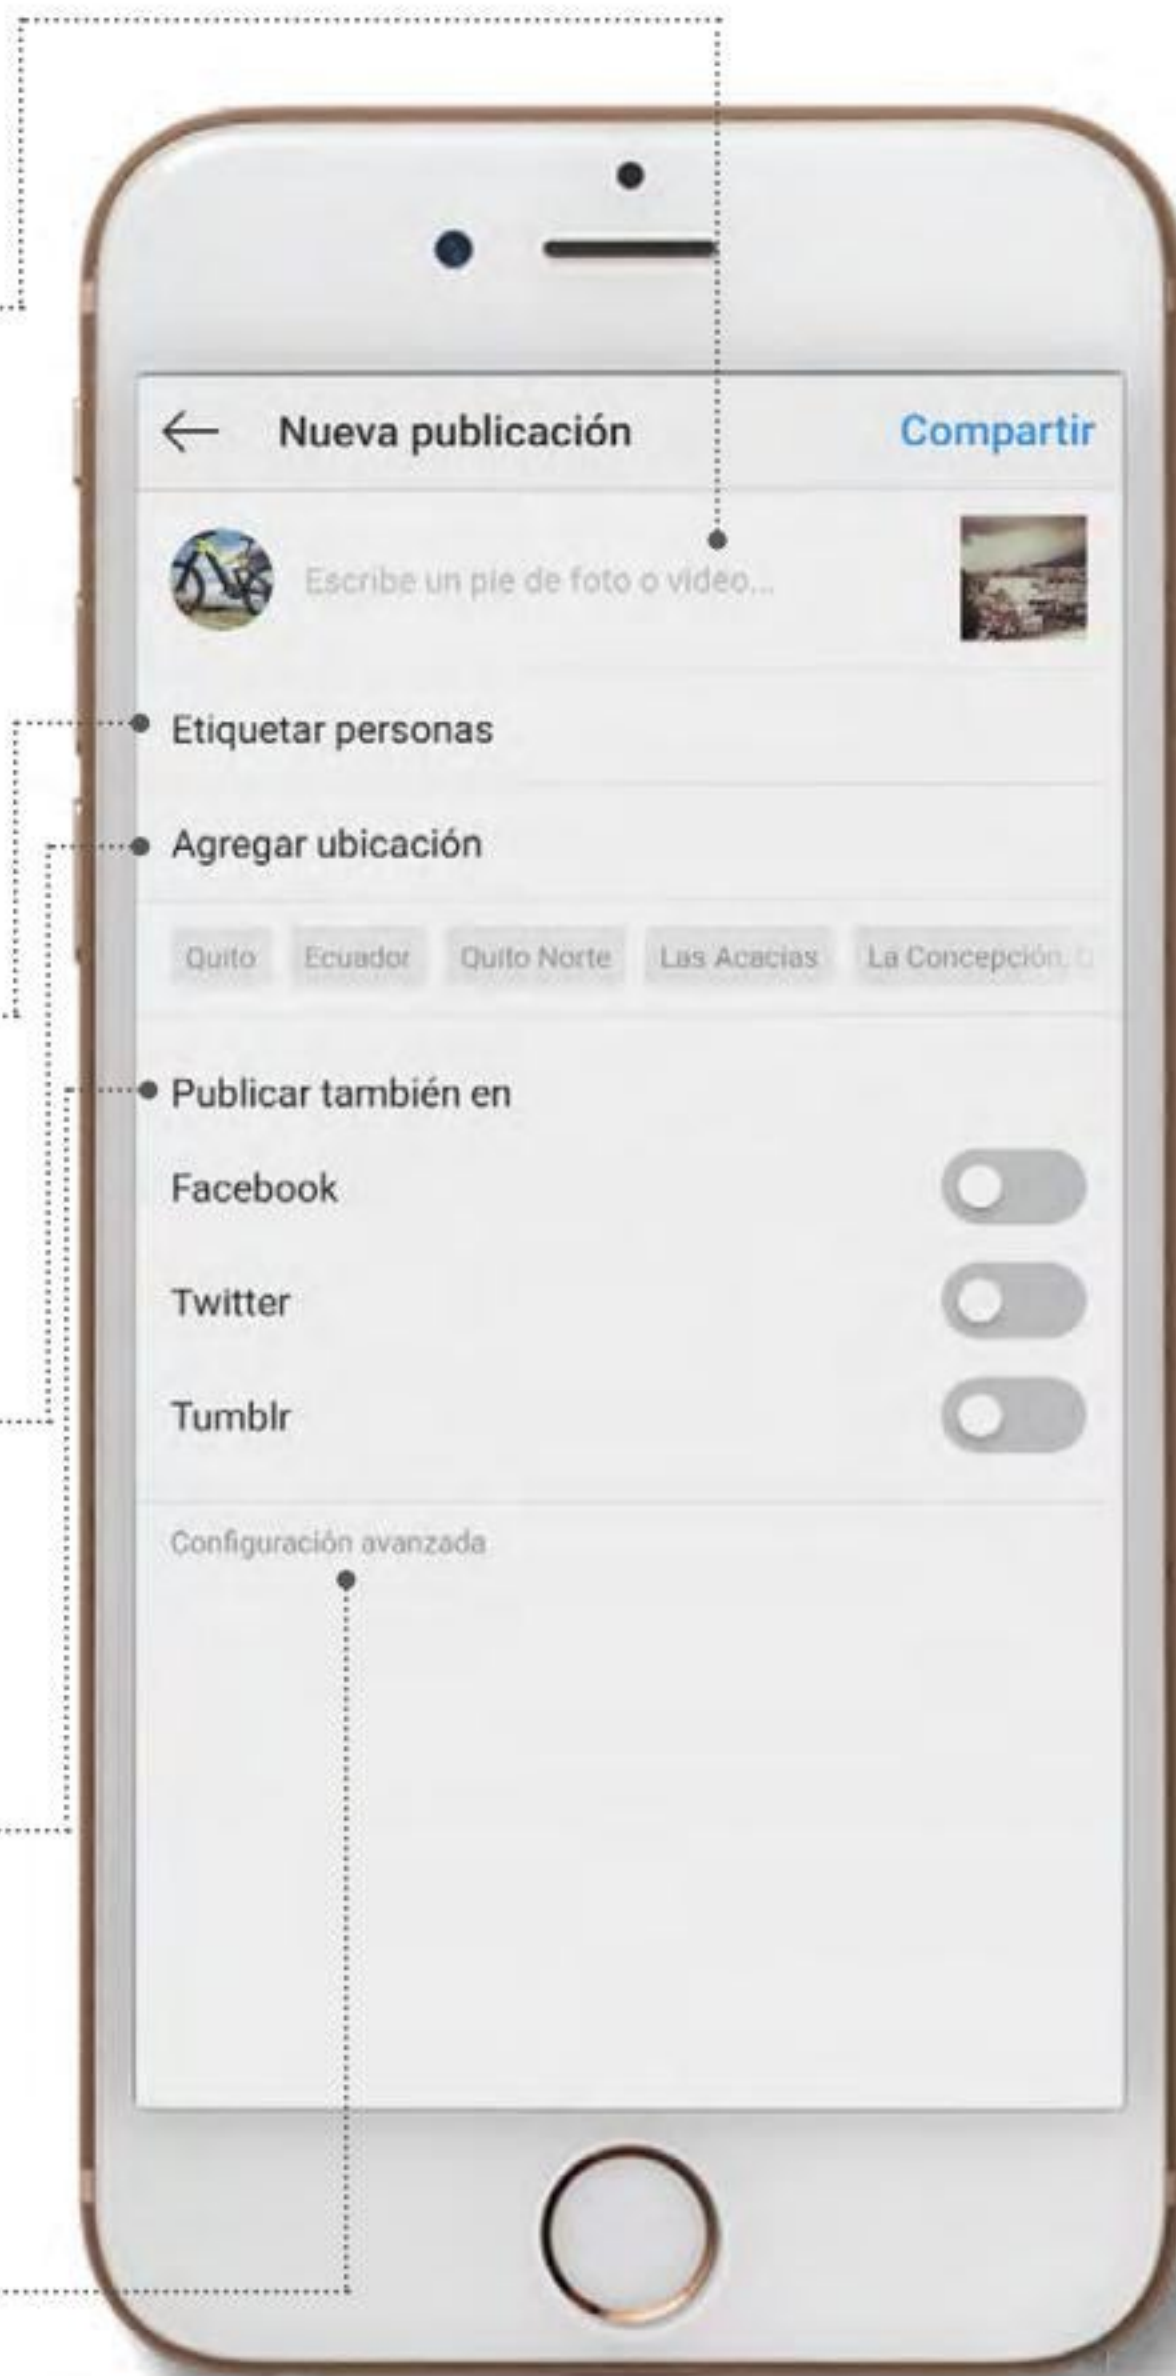 Nueva publicación Compartir
Escribe un pie de foto o video...
Etiquetar personas
Agregar ubicación
Quito Ecuador Quito Norte Las Acacias La Concepción,
Publicar también en
Facebook
Twitter
Tumblr
Configuración avanzada